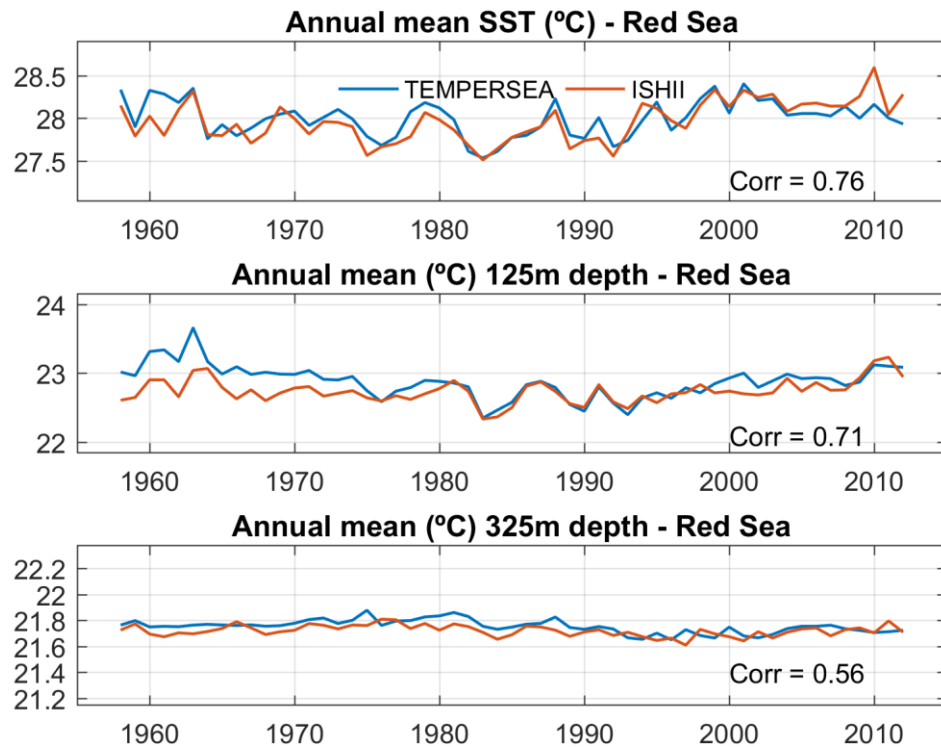 Annual mean SST (ºC) - Red Sea
28.5
28
27.5
TEMPERSEA ISHII
Corr = 0.76
1960 1970 1980 1990 2000 2010
Annual mean (ºC) 125m depth - Red Sea
24
23
22
Corr = 0.71
1960 1970 1980 1990 2000 2010
Annual mean (ºC) 325m depth - Red Sea
22.2
22
21.8
21.6
21.4
21.2
Corr = 0.56
1960 1970 1980 1990 2000 2010